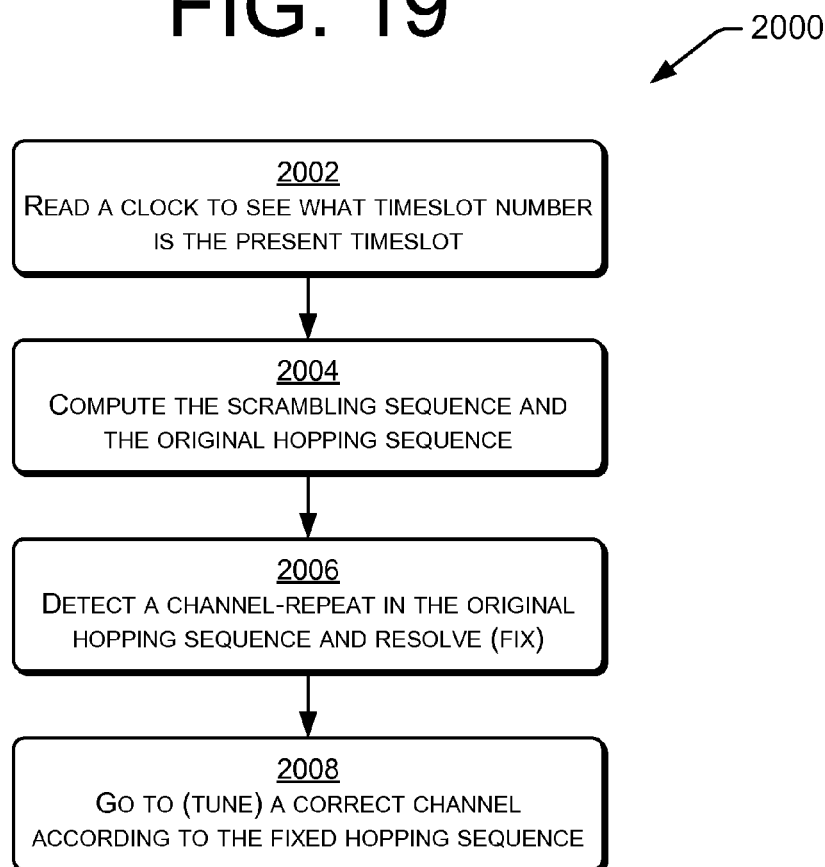 FIG. 19
2000
2002
READ A CLOCK TO SEE WHAT TIMESLOT NUMBER
IS THE PRESENT TIMESLOT
2004
COMPUTE THE SCRAMBLING SEQUENCE AND
THE ORIGINAL HOPPING SEQUENCE
2006
DETECT A CHANNEL-REPEAT IN THE ORIGINAL
HOPPING SEQUENCE AND RESOLVE (FIX)
2008
GO TO (TUNE) A CORRECT CHANNEL
ACCORDING TO THE FIXED HOPPING SEQUENCE